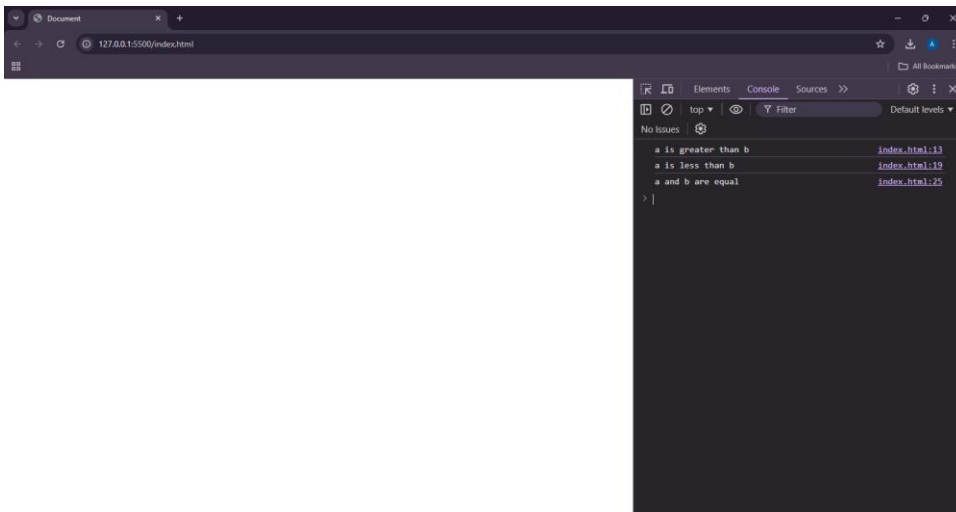 Document
127.0.0.1:5500/index.html
A
All Bookmarks
Elements Console Sources
top Filter Default levels
No Issues
a is greater than b index.html:13
a is less than b index.html:19
a and b are equal index.html:25